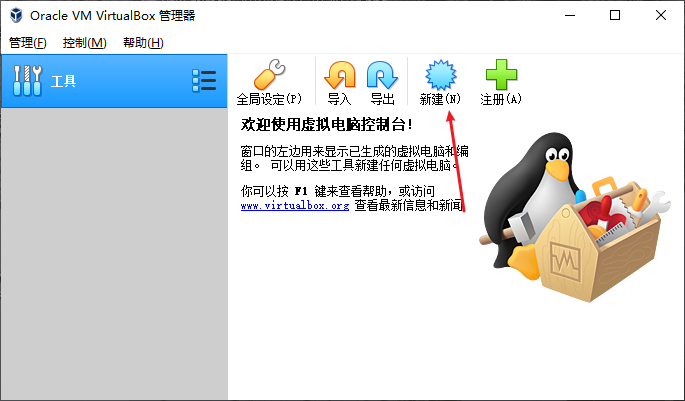 Oracle VM VirtualBox 管理器
管理(F) 控制(M) 帮助(H)
工具
全局设定(P) 导入 导出 新建(N) 注册(A)
欢迎使用虚拟电脑控制台!
窗口的左边用来显示已生成的虚拟电脑和编
组。 可以用这些工具新建任何虚拟电脑。
你可以按 F1 键来查看帮助，或访问
www.virtualbox.org 查看最新信息和新闻